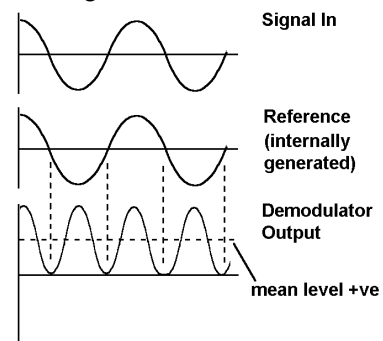 Signal In
Reference
(internally
generated)
Demodulator
Output
mean level +ve